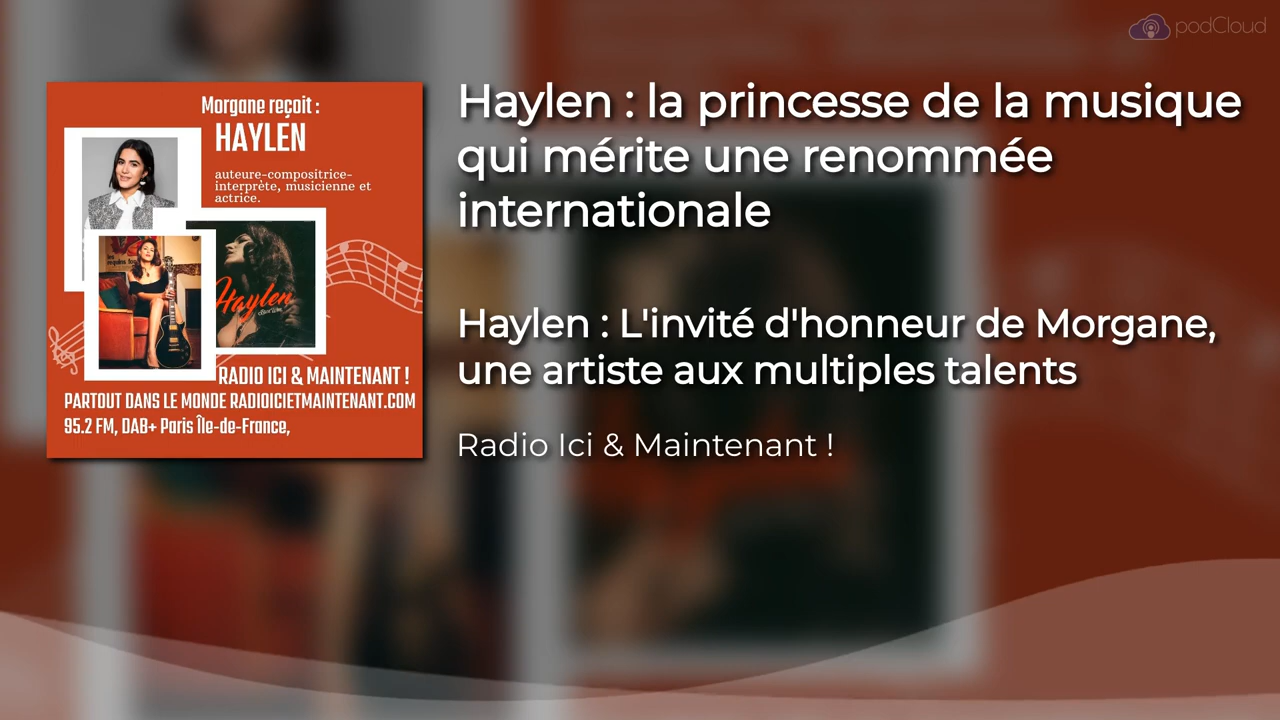 podCloud
Morgane reçoit :
HAYLEN
auteure-compositrice-
interprète, musicienne et
actrice.
Haylen
RADIO ICI & MAINTENANT !
PARTOUT DANS LE MONDE RADIOICIETMAINTENANT.COM
95.2 FM, DAB+ Paris Île-de-France,
Haylen : la princesse de la musique
qui mérite une renommée
internationale
Haylen : L'invité d'honneur de Morgane,
une artiste aux multiples talents
Radio Ici & Maintenant !